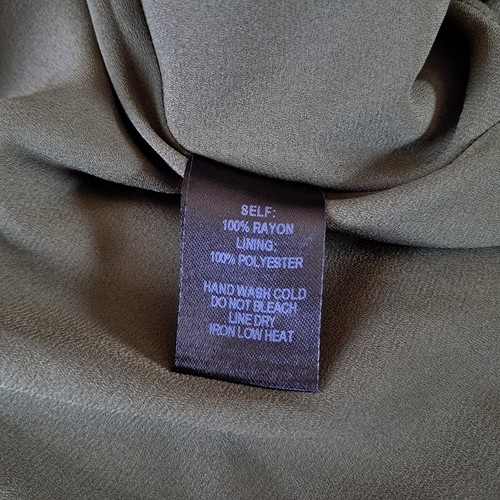 SELF:
100% RAYON
LINING:
100% POLYESTER
HAND WASH COLD
DO NOT BLEACH
LINE DRY
IRON LOW HEAT